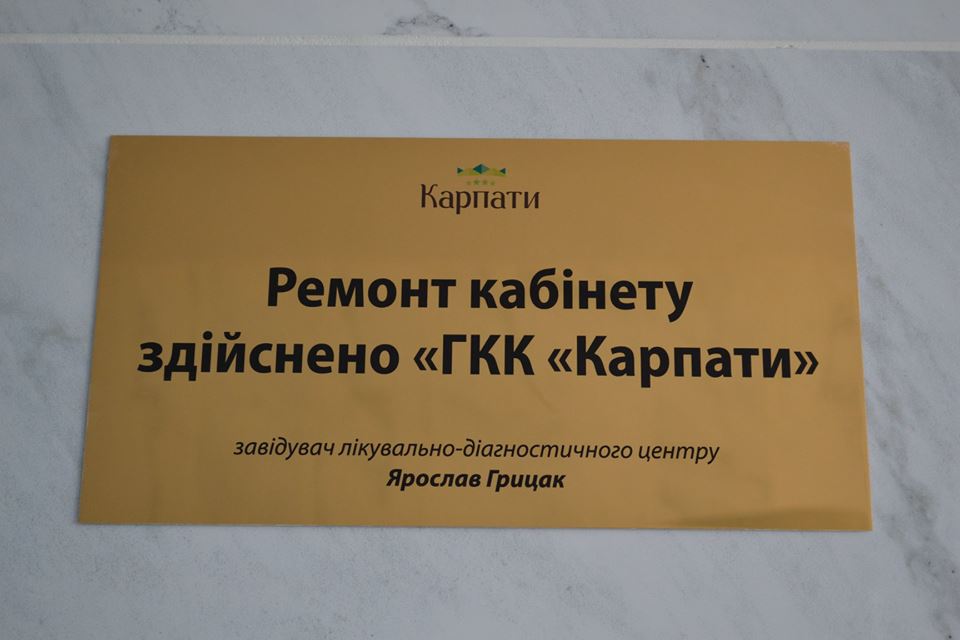 Карпати
Ремонт кабінету
здійснено «ГКК «Карпати»
завідувач лікувально-діагностичного центру
Ярослав Грицак